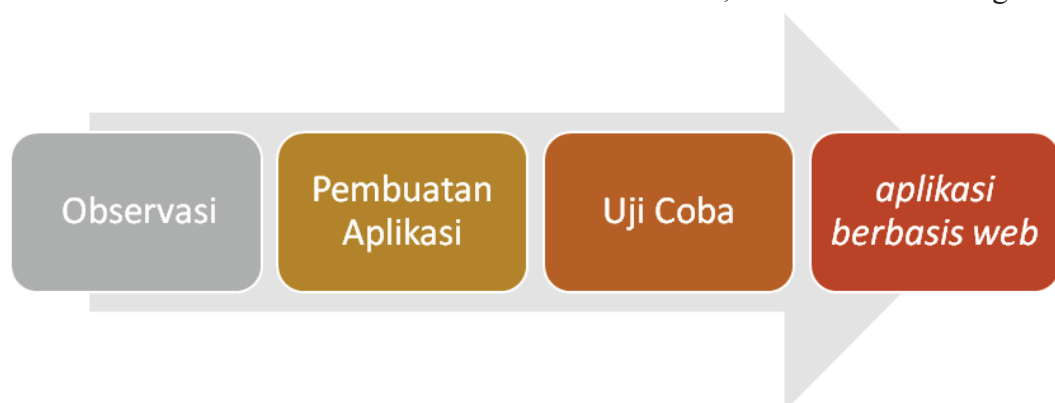 Observasi
Pembuatan
Aplikasi
Uji Coba
aplikasi
berbasis web